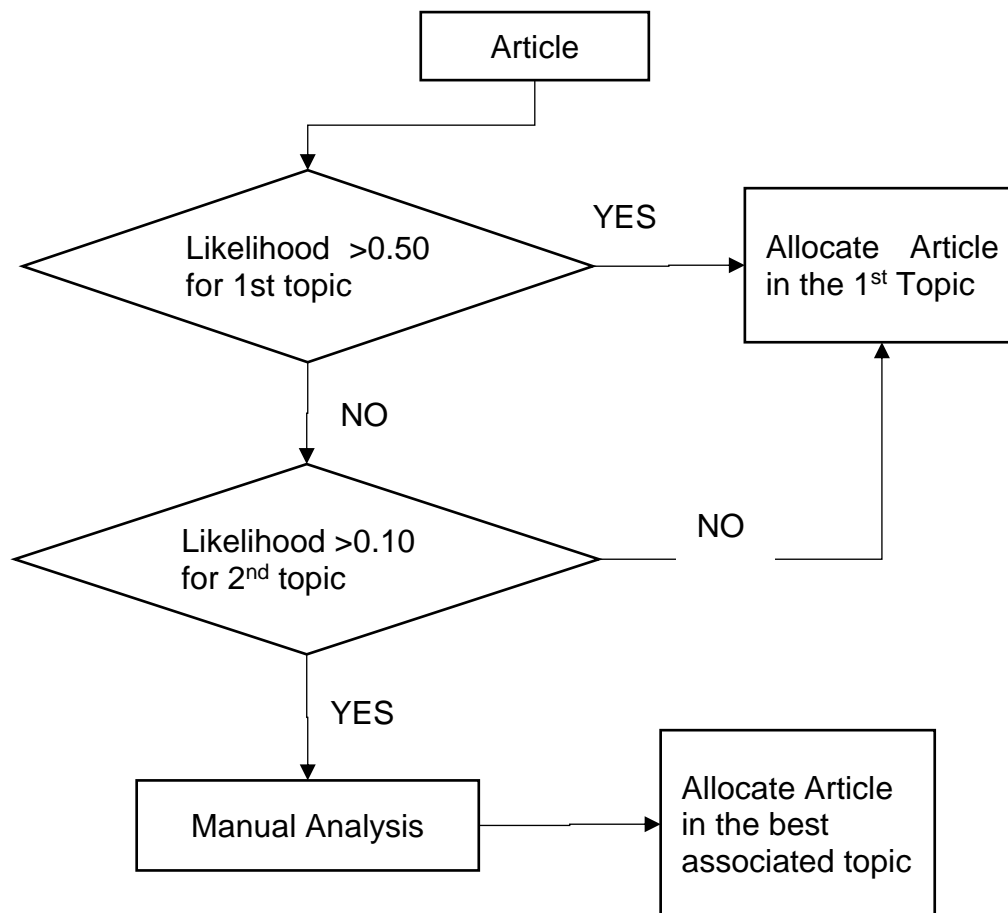 Article
Likelihood >0.50
for 1st topic
YES
Allocate Article
in the 1st Topic
NO
Likelihood >0.10
for 2nd topic
NO
YES
Manual Analysis
Allocate Article
in the best
associated topic